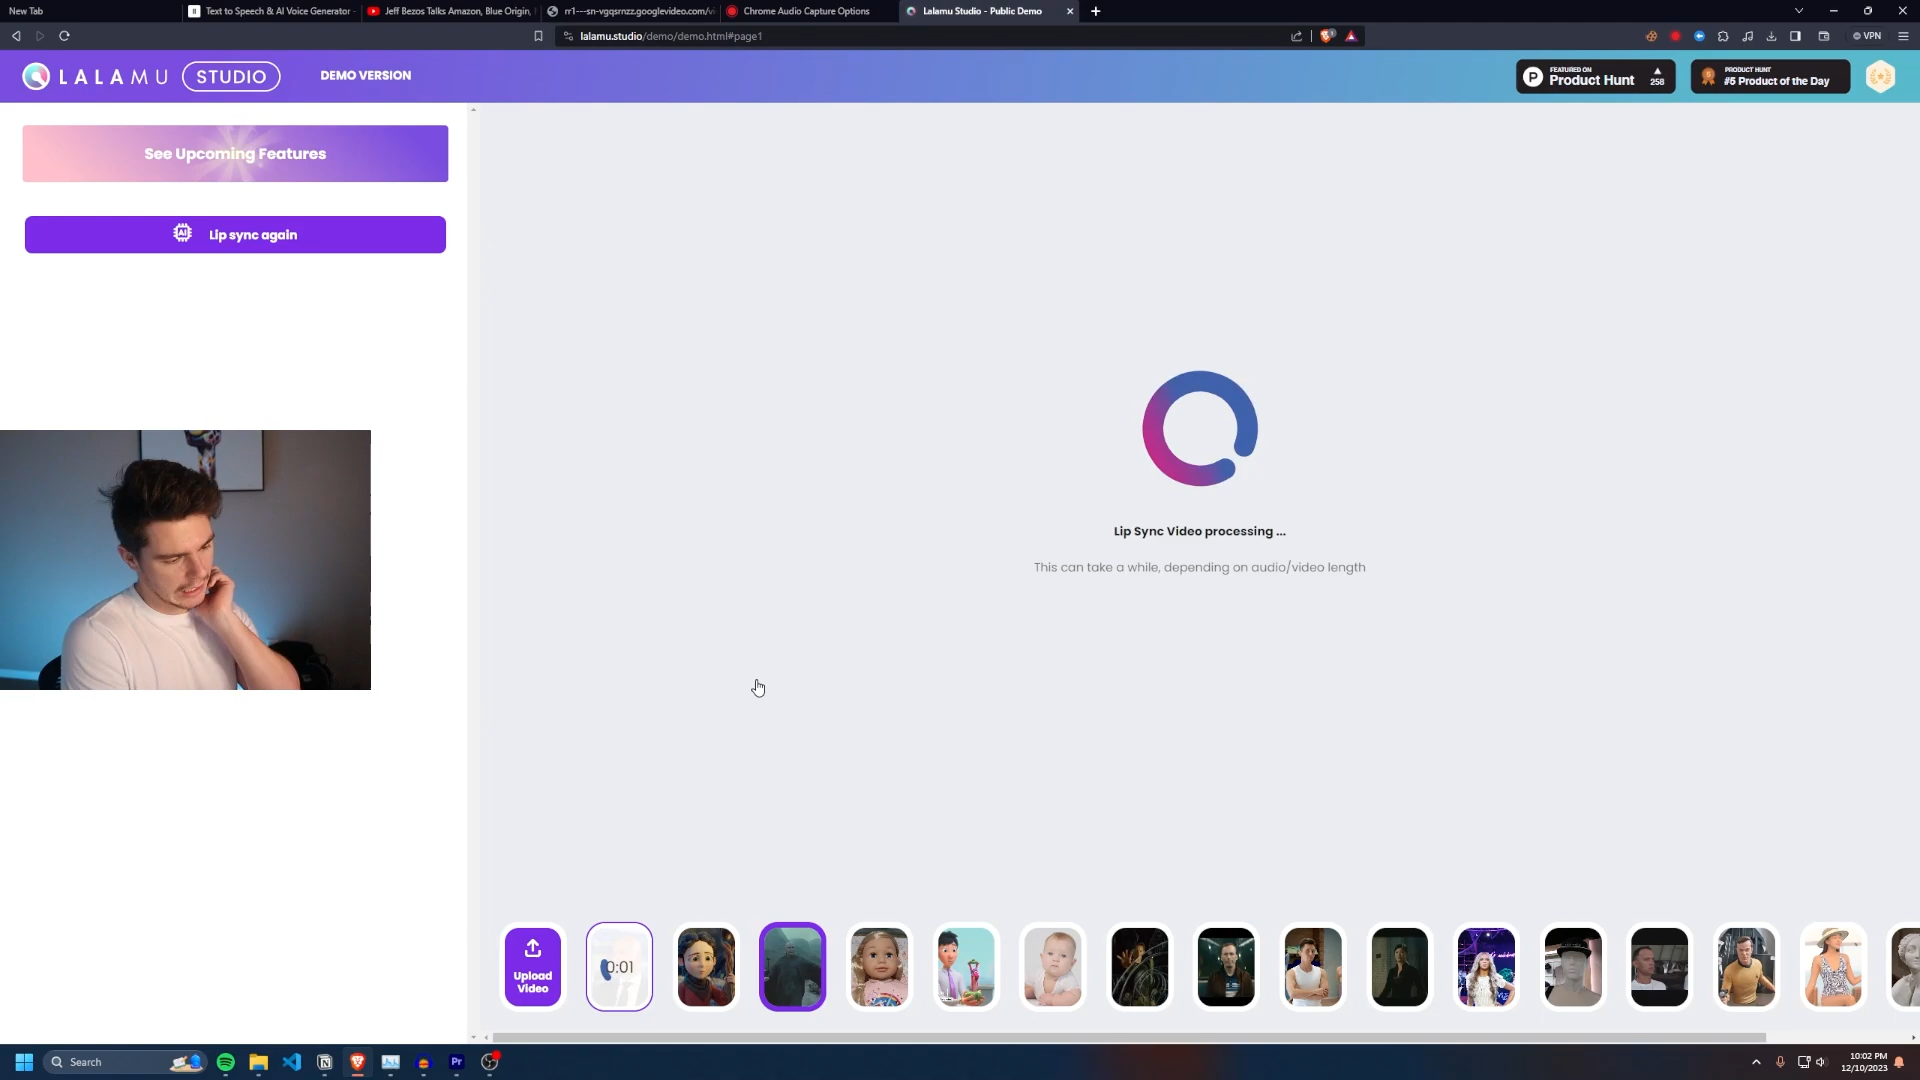 New Tab
Text to Speech & AI Voice Generator -
Jeff Bezos Talks Amazon, Blue Origin,
rr1---sn-vgqsrnzz.googlevideo.com/vi
Chrome Audio Capture Options
Lalamu Studio - Public Demo
lalamu.studio/demo/demo.html#page1
VPN
LALAMU STUDIO
DEMO VERSION
FEATURED ON
Product Hunt
258
PRODUCT HUNT
#5 Product of the Day
See Upcoming Features
AI
Lip sync again
Lip Sync Video processing ...
This can take a while, depending on audio/video length
Upload
Video
0:01
Search
Pr
10:02 PM
12/10/2023